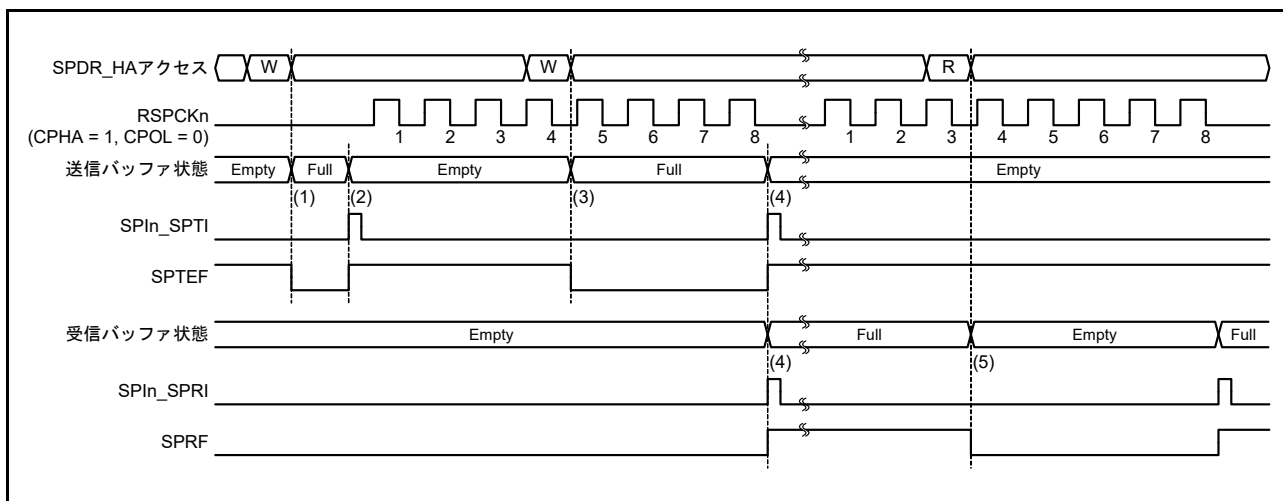 SPDR_HAアクセス W W R
RSPCKn
(CPHA = 1, CPOL = 0)
1 2 3 4 5 6 7 8 1 2 3 4 5 6 7 8
送信バッファ状態 Empty Full Empty Full Empty
(1) (2) (3) (4)
SPIn_SPTI
SPTEF
受信バッファ状態 Empty Full Empty Full
(4) (5)
SPIn_SPRI
SPRF